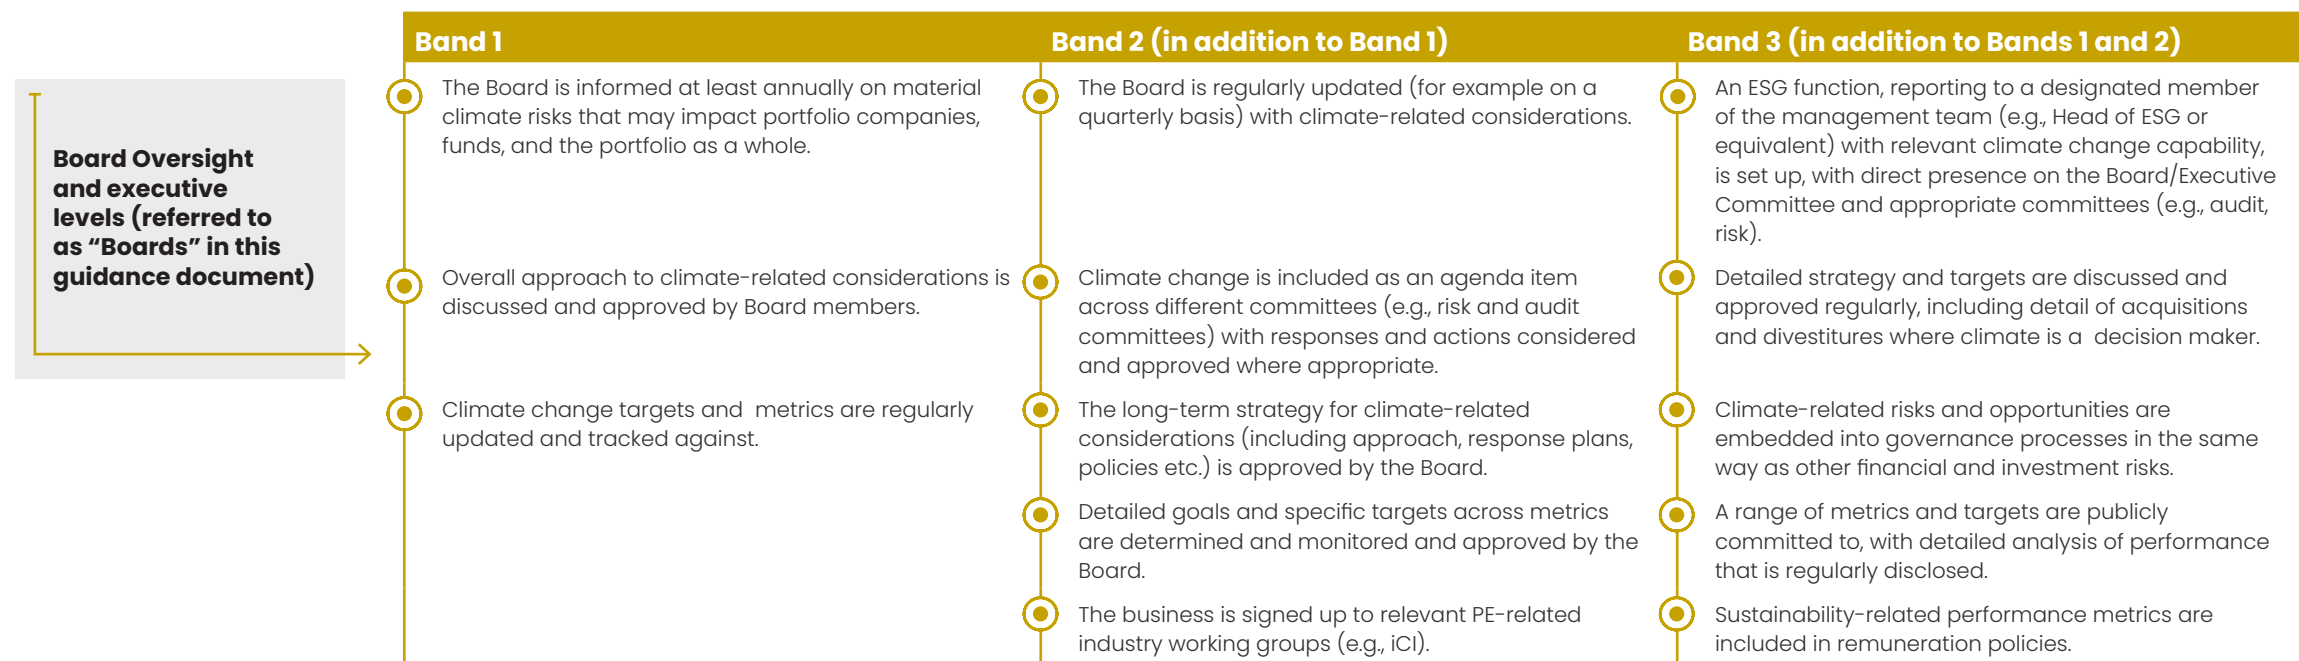 Band 1
Band 2 (in addition to Band 1)
Band 3 (in addition to Bands 1 and 2)
Board Oversight
and executive
levels (referred to
as “Boards” in this
guidance document)
The Board is informed at least annually on material
climate risks that may impact portfolio companies,
funds, and the portfolio as a whole.
Overall approach to climate-related considerations is
discussed and approved by Board members.
Climate change targets and  metrics are regularly
updated and tracked against.
The Board is regularly updated (for example on a
quarterly basis) with climate-related considerations.
Climate change is included as an agenda item
across different committees (e.g., risk and audit
committees) with responses and actions considered
and approved where appropriate.
The long-term strategy for climate-related
considerations (including approach, response plans,
policies etc.) is approved by the Board.
Detailed goals and specific targets across metrics
are determined and monitored and approved by the
Board.
The business is signed up to relevant PE-related
industry working groups (e.g., iCI).
An ESG function, reporting to a designated member
of the management team (e.g., Head of ESG or
equivalent) with relevant climate change capability,
is set up, with direct presence on the Board/Executive
Committee and appropriate committees (e.g., audit,
risk).
Detailed strategy and targets are discussed and
approved regularly, including detail of acquisitions
and divestitures where climate is a  decision maker.
Climate-related risks and opportunities are
embedded into governance processes in the same
way as other financial and investment risks.
A range of metrics and targets are publicly
committed to, with detailed analysis of performance
that is regularly disclosed.
Sustainability-related performance metrics are
included in remuneration policies.